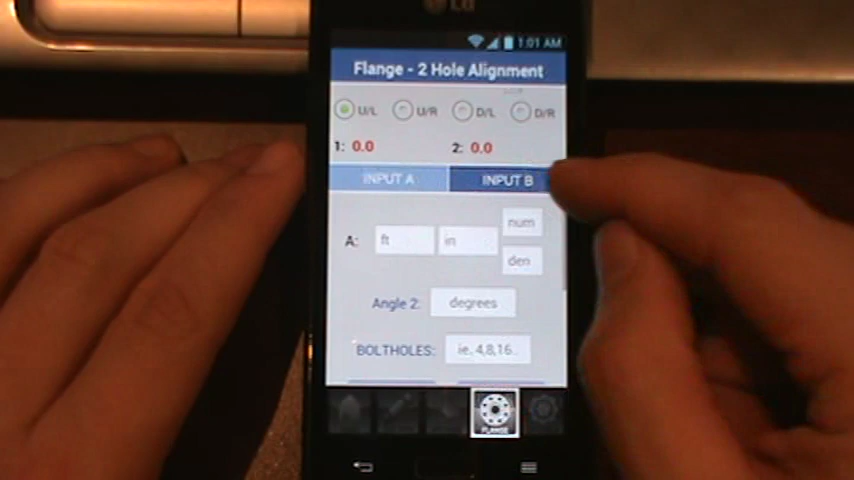 LG
1:01 AM
Flange - 2 Hole Alignment
U/L U/R D/L D/R
1: 0.0 2: 0.0
INPUT A INPUT B
A: ft in num
den
Angle 2: degrees
BOLTHOLES: ie, 4,8,16..
FLANGE